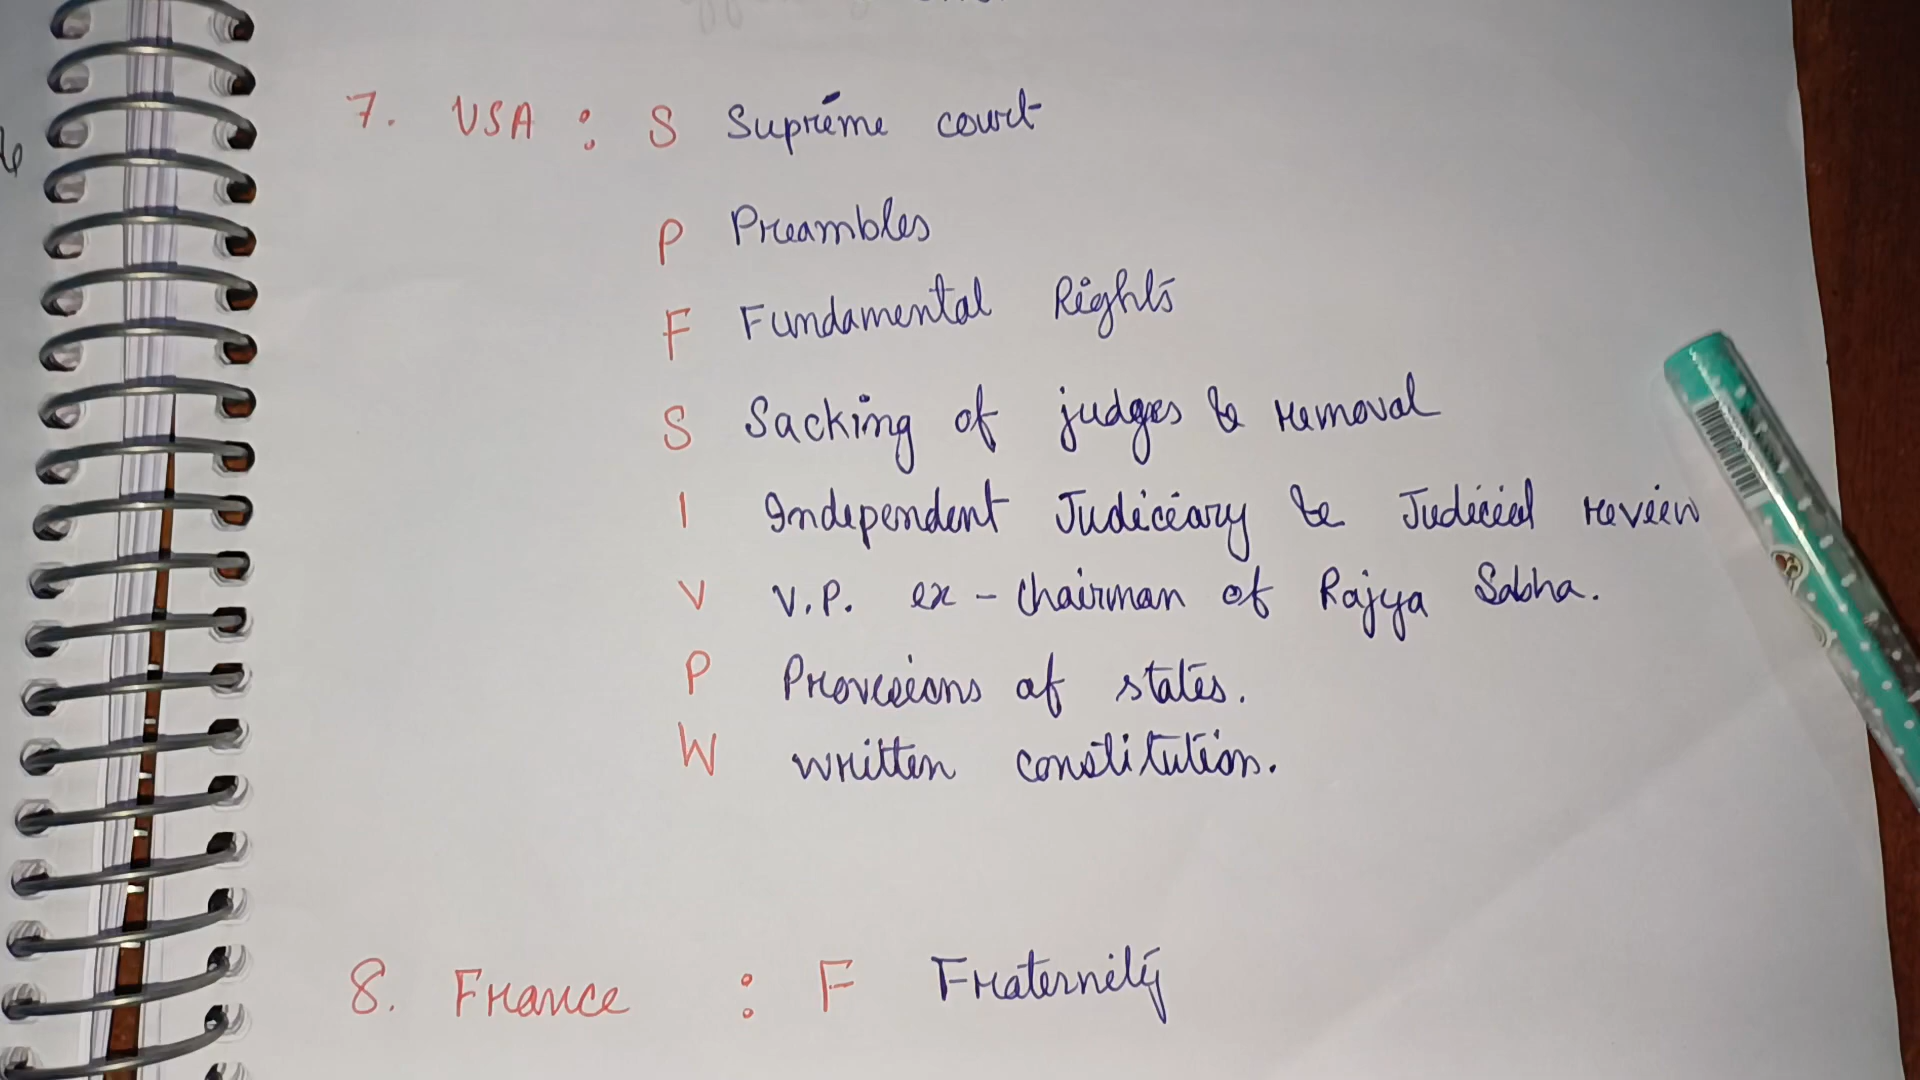 7. USA : S Supreme court
P Preambles
F Fundamental Rights
S Sacking of judges & removal
I Independent Judiciary & Judicial review
V V.P. ex - chairman of Rajya Sabha.
P Provisions of states.
W written constitution.
8. France : F Fraternity